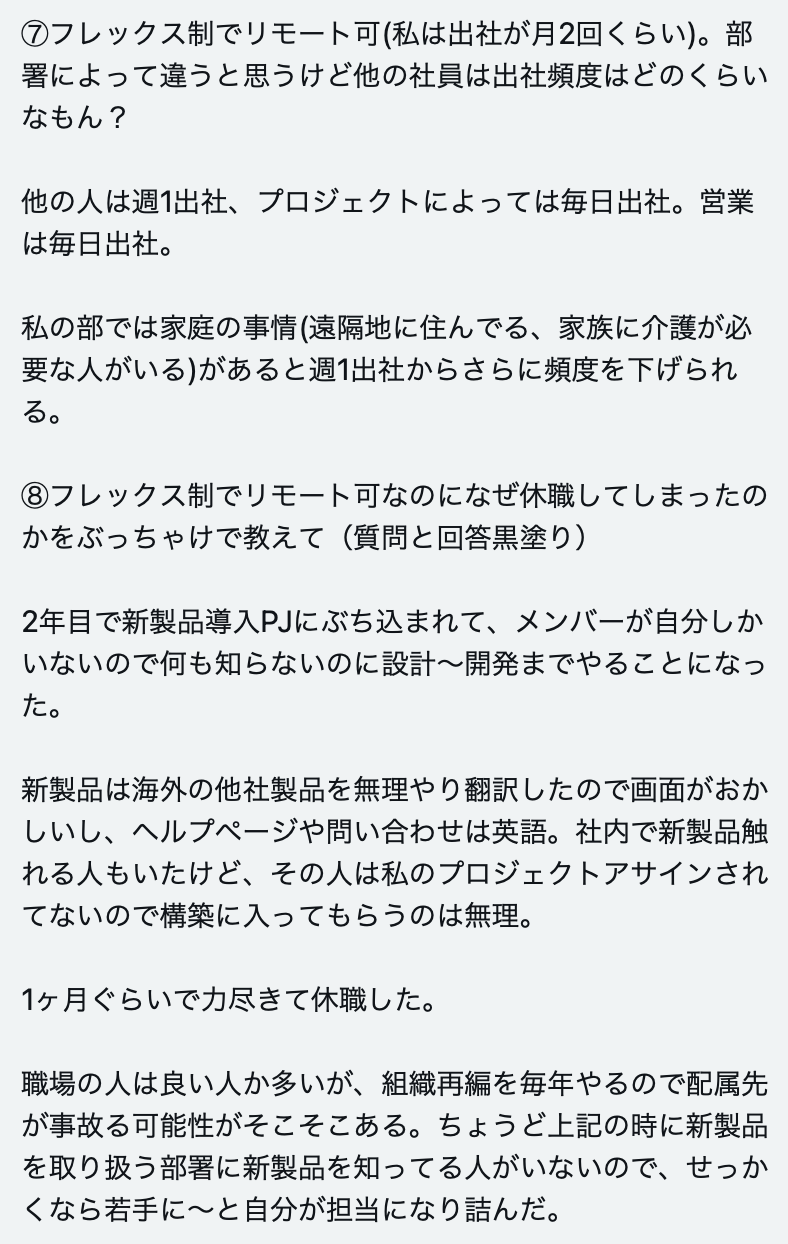 ⑦フレックス制でリモート可(私は出社が月2回くらい)。部
署によって違うと思うけど他の社員は出社頻度はどのくらい
なもん？
他の人は週1出社、プロジェクトによっては毎日出社。営業
は毎日出社。
私の部では家庭の事情(遠隔地に住んでる、家族に介護が必
要な人がいる)があると週1出社からさらに頻度を下げられ
る。
⑧フレックス制でリモート可なのになぜ休職してしまったの
かをぶっちゃけで教えて（質問と回答黒塗り）
2年目で新製品導入PJにぶち込まれて、メンバーが自分しか
いないので何も知らないのに設計〜開発までやることになっ
た。
新製品は海外の他社製品を無理やり翻訳したので画面がおか
しいし、ヘルプページや問い合わせは英語。社内で新製品触
れる人もいたけど、その人は私のプロジェクトアサインされ
てないので構築に入ってもらうのは無理。
1ヶ月ぐらいで力尽きて休職した。
職場の人は良い人か多いが、組織再編を毎年やるので配属先
が事故る可能性がそこそこある。ちょうど上記の時に新製品
を取り扱う部署に新製品を知ってる人がいないので、せっか
くなら若手に〜と自分が担当になり詰んだ。